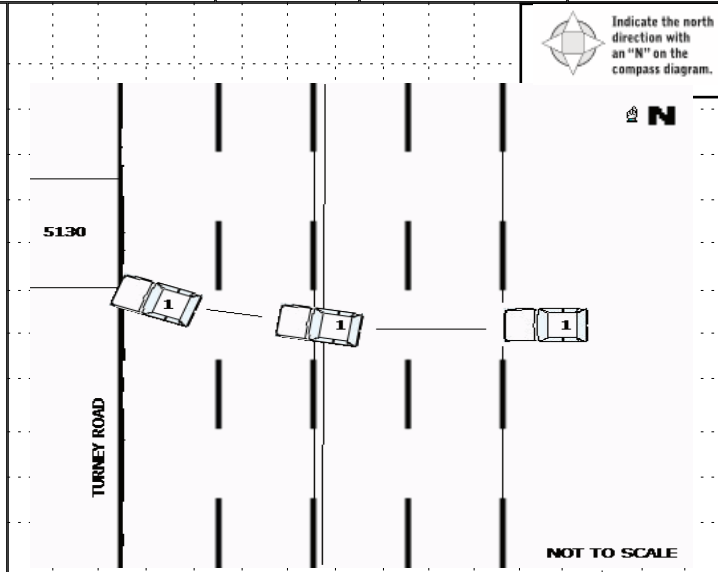 Indicate the north
direction with
an "N" on the
compass diagram.
N
5130
1
1
1
TURNEY ROAD
NOT TO SCALE